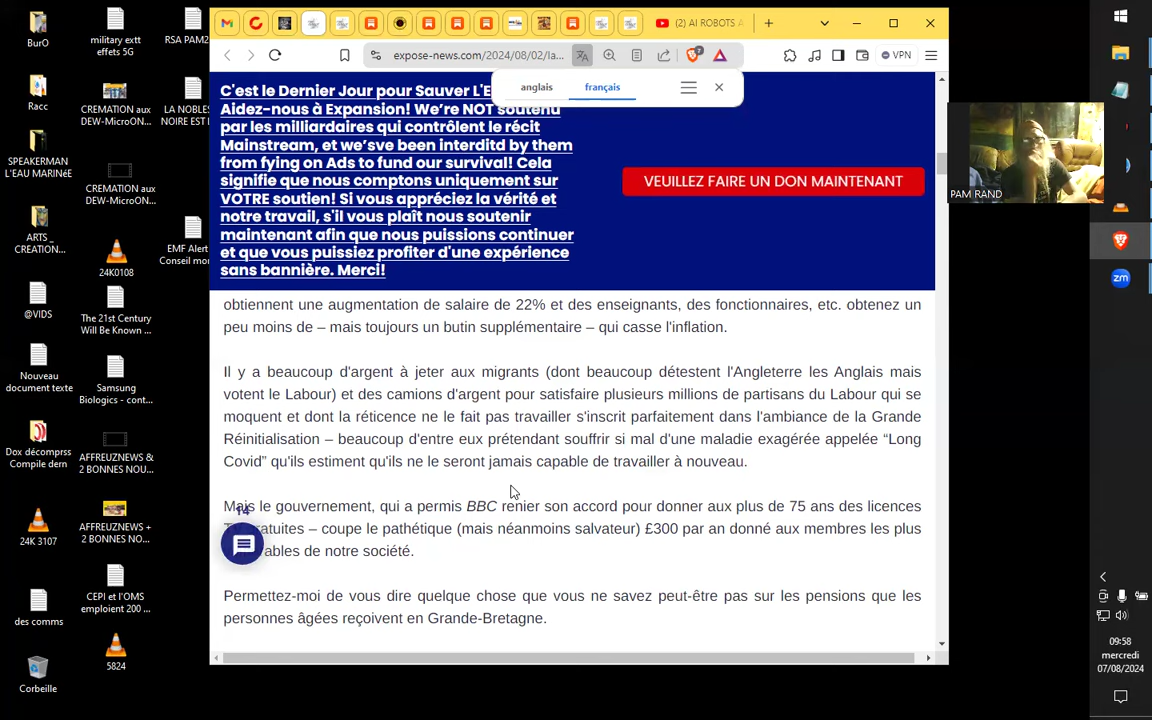 BurO
military extt
effets 5G
RSA PAM2
Racc
CREMATION aux
DEW-MicroON...
LA NOBLES
NOIRE EST
SPEAKERMAN
L'EAU MARINéE
CREMATION aux
DEW-MicroON...
ARTS _
CREATION...
24K0108
EMF Alert
Conseil mor
@VIDS
The 21st Century
Will Be Known ...
Nouveau
document texte
Samsung
Biologics - cont...
Dox décomprss
Compile dern
AFFREUZNEWS
& 2 BONNES NOU...
24K 3107
AFFREUZNEWS +
2 BONNES NOU...
des comms
CEPI et l'OMS
emploient 200 ...
Corbeille
5824
(2) AI ROBOTS
expose-news.com/2024/08/02/la...
VPN
anglais
français
C'est le Dernier Jour pour Sauver L'E
Aidez-nous à Expansion! We're NOT soutenu
par les milliardaires qui contrôlent le récit
Mainstream, et we'sve been interditd by them
from fying on Ads to fund our survival! Cela
signifie que nous comptons uniquement sur
VOTRE soutien! Si vous appréciez la vérité et
notre travail, s'il vous plaît nous soutenir
maintenant afin que nous puissions continuer
et que vous puissiez profiter d'une expérience
sans bannière. Merci!
VEUILLEZ FAIRE UN DON MAINTENANT
obtiennent une augmentation de salaire de 22% et des enseignants, des fonctionnaires, etc. obtenez un
peu moins de – mais toujours un butin supplémentaire – qui casse l'inflation.
Il y a beaucoup d'argent à jeter aux migrants (dont beaucoup détestent l'Angleterre les Anglais mais
votent le Labour) et des camions d'argent pour satisfaire plusieurs millions de partisans du Labour qui se
moquent et dont la réticence ne le fait pas travailler s'inscrit parfaitement dans l'ambiance de la Grande
Réinitialisation – beaucoup d'entre eux prétendant souffrir si mal d'une maladie exagérée appelée “Long
Covid” qu'ils estiment qu'ils ne le seront jamais capable de travailler à nouveau.
Mais le gouvernement, qui a permis BBC renier son accord pour donner aux plus de 75 ans des licences
TV gratuites – coupe le pathétique (mais néanmoins salvateur) £300 par an donné aux membres les plus
ables de notre société.
Permettez-moi de vous dire quelque chose que vous ne savez peut-être pas sur les pensions que les
personnes âgées reçoivent en Grande-Bretagne.
14
PAM RAND
zm
09:58
mercredi
07/08/2024